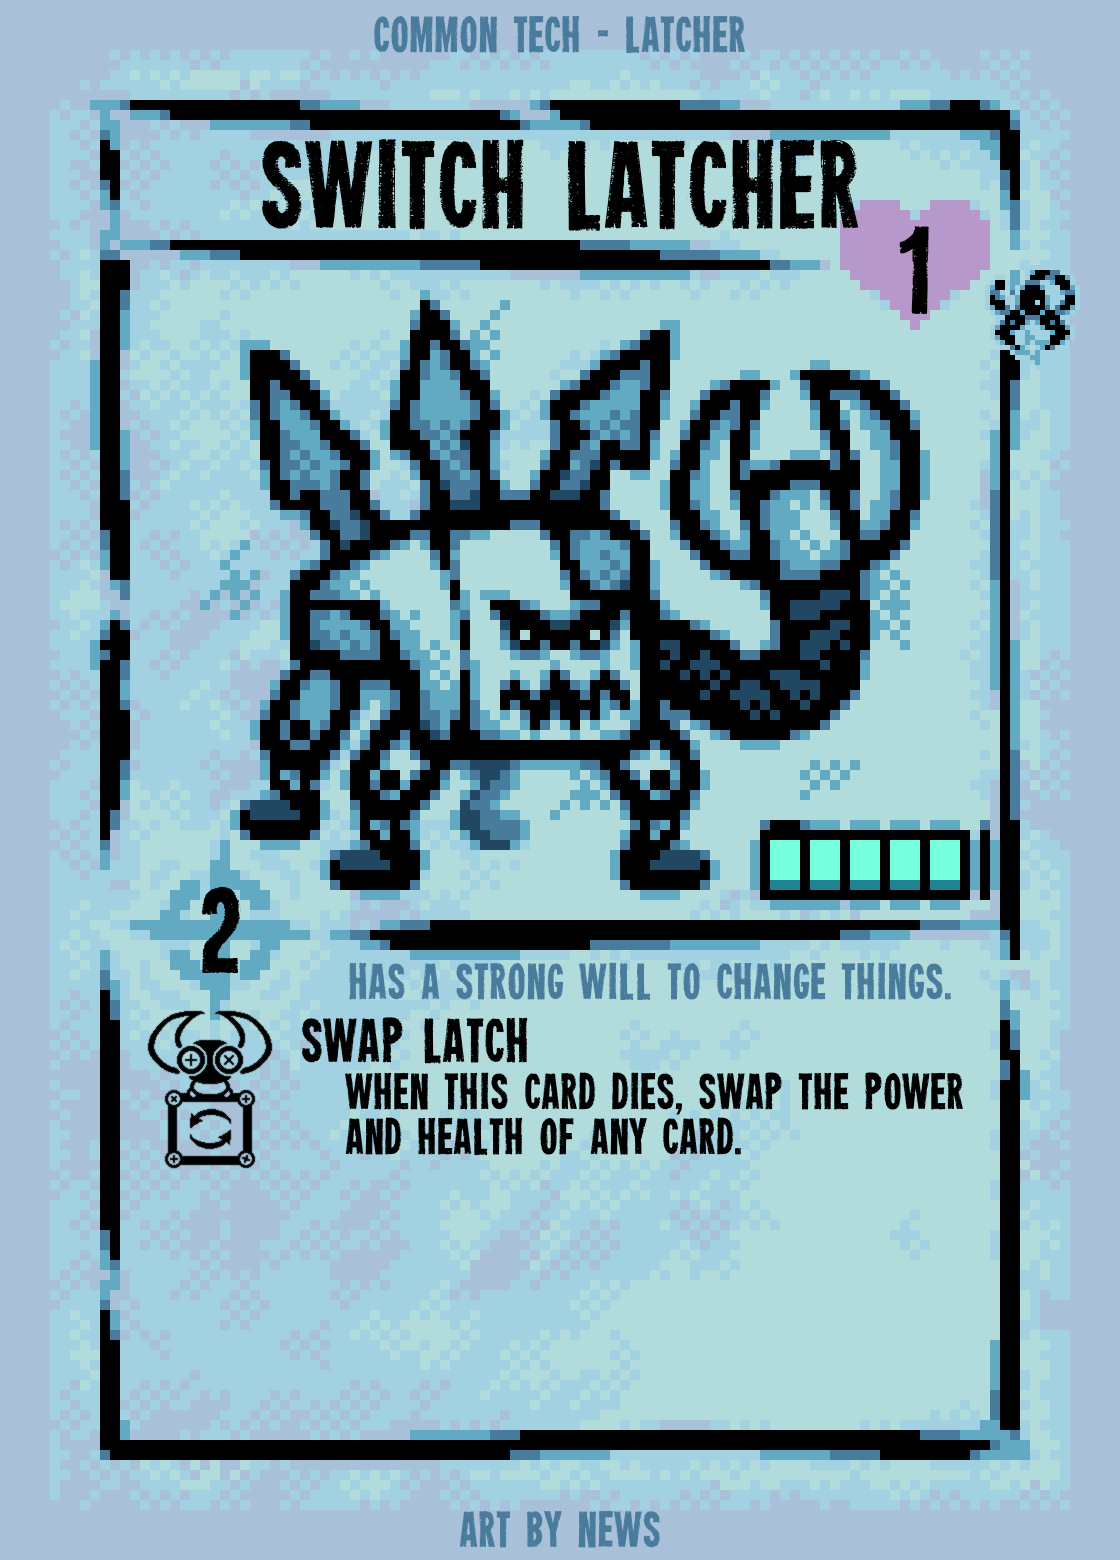 COMMON TECH - LATCHER
SWITCH LATCHER
1
2
HAS A STRONG WILL TO CHANGE THINGS.
SWAP LATCH
WHEN THIS CARD DIES, SWAP THE POWER
AND HEALTH OF ANY CARD.
ART BY NEWS